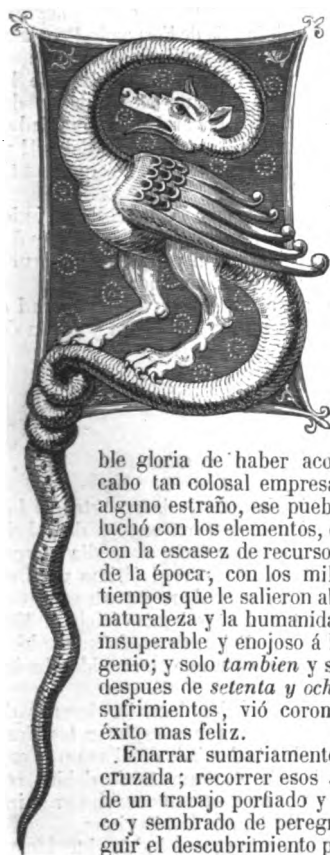 ble gloria de haber aco
cabo tan colosal empresa
alguno estraño, ese pueb
luchó con los elementos,
con la escasez de recurso
de la época, con los mil
tiempos que le salieron al
naturaleza y la humanida
insuperable y enojoso á
genio; y solo tambien y s
despues de setenta y och
sufrimientos, vió coron
éxito mas feliz.
Enarrar sumariamente
cruzada; recorrer esos
de un trabajo porfiado y
co y sembrado de peregr
guir el descubrimiento p